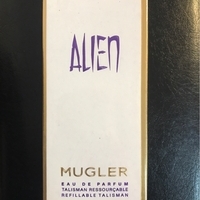 ALIEN
MUGLER
EAU DE PARFUM
TALISMAN RESSOURÇABLE
REFILLABLE TALISMAN